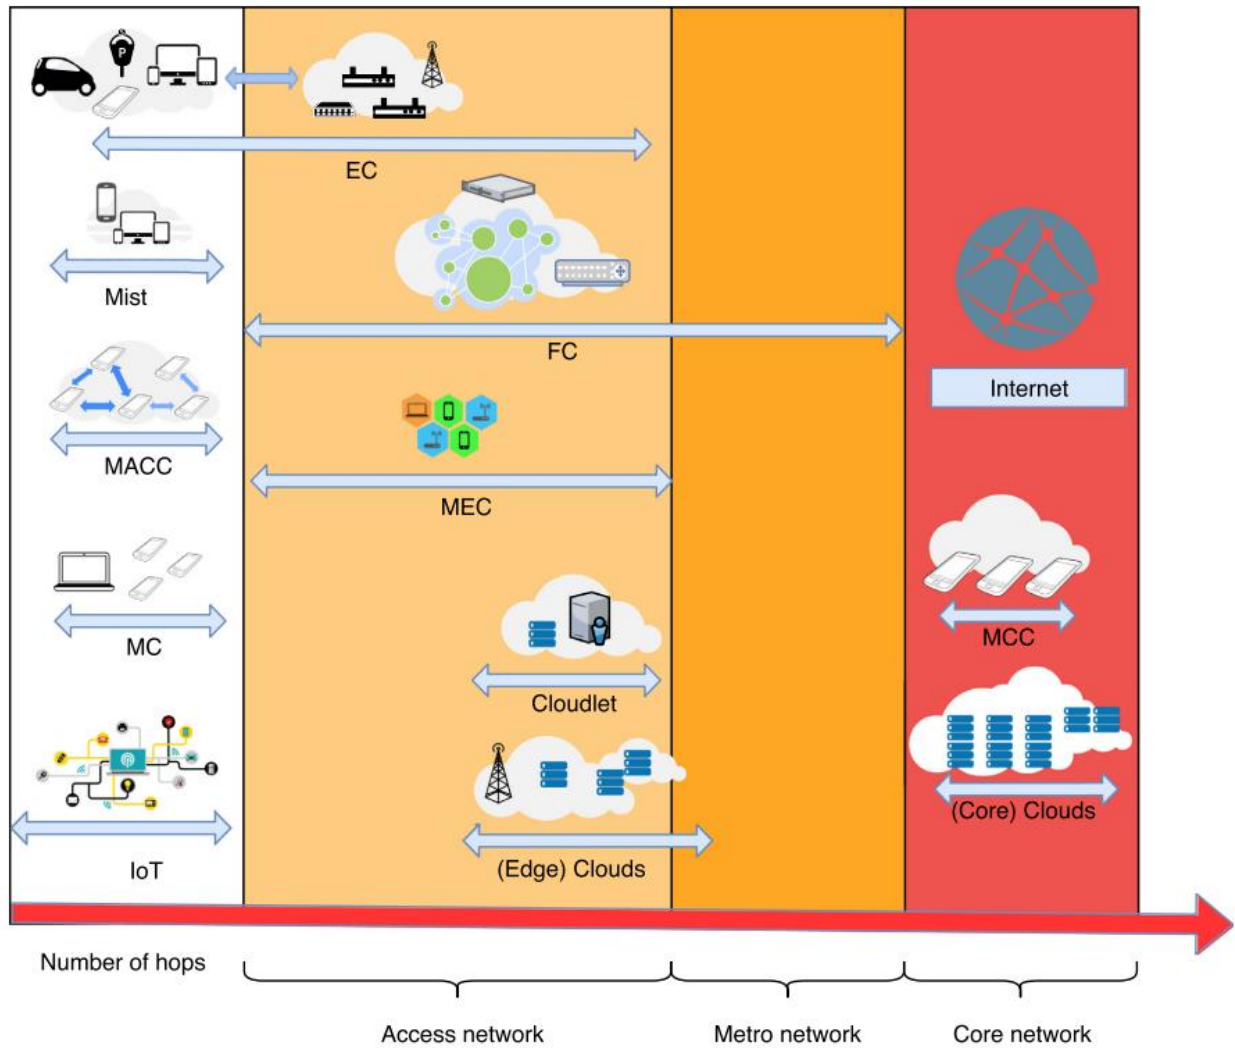 P
EC
Mist
FC
Internet
MACC
MEC
MC
MCC
Cloudlet
(Core) Clouds
IoT
(Edge) Clouds
Number of hops
Access network
Metro network
Core network